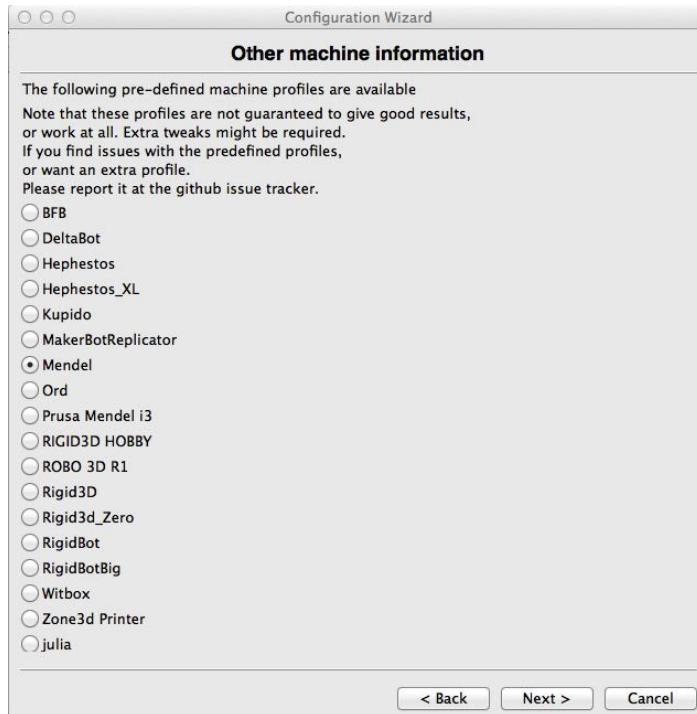 Configuration Wizard
Other machine information
The following pre-defined machine profiles are available
Note that these profiles are not guaranteed to give good results,
or work at all. Extra tweaks might be required.
If you find issues with the predefined profiles,
or want an extra profile.
Please report it at the github issue tracker.
BFB
DeltaBot
Hephestos
Hephestos_XL
Kupido
MakerBotReplicator
Mendel
Ord
Prusa Mendel i3
RIGID3D HOBBY
ROBO 3D R1
Rigid3D
Rigid3d_Zero
RigidBot
RigidBotBig
Witbox
Zone3d Printer
julia
< Back Next > Cancel